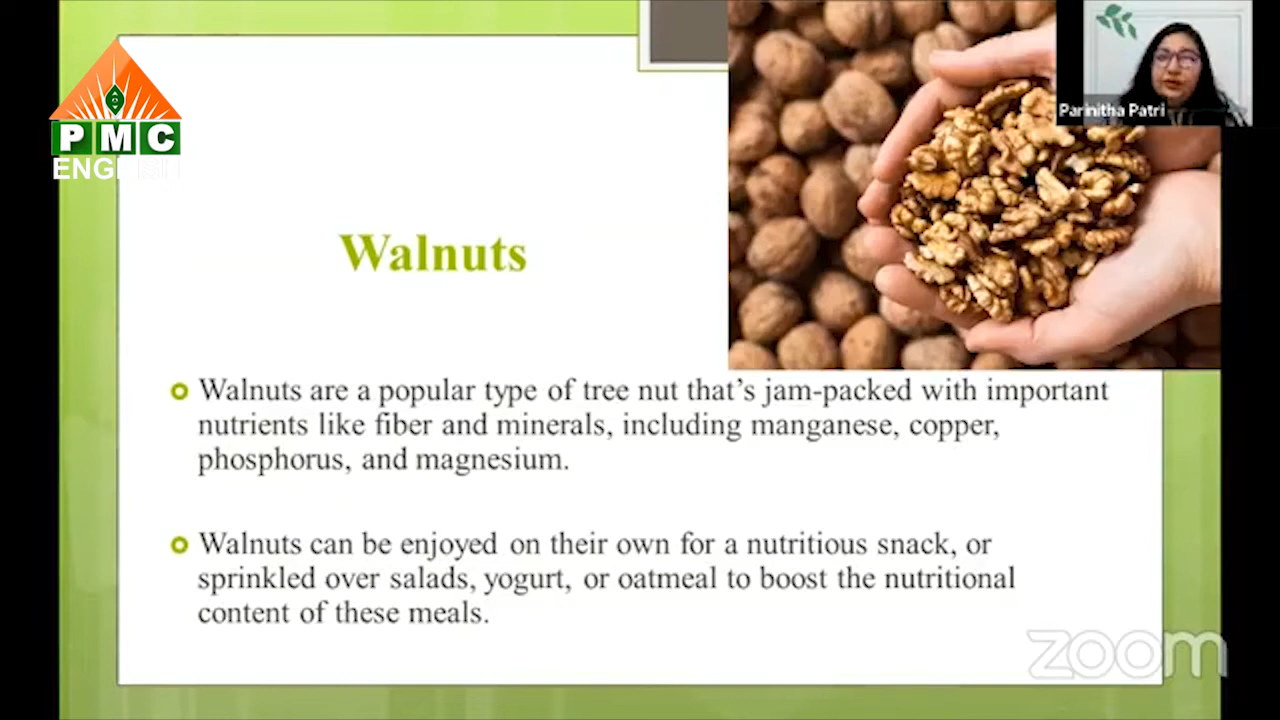 PMC
ENGLISH
Parinitha Patri
Walnuts
Walnuts are a popular type of tree nut that’s jam-packed with important
nutrients like fiber and minerals, including manganese, copper,
phosphorus, and magnesium.
Walnuts can be enjoyed on their own for a nutritious snack, or
sprinkled over salads, yogurt, or oatmeal to boost the nutritional
content of these meals.
zoom